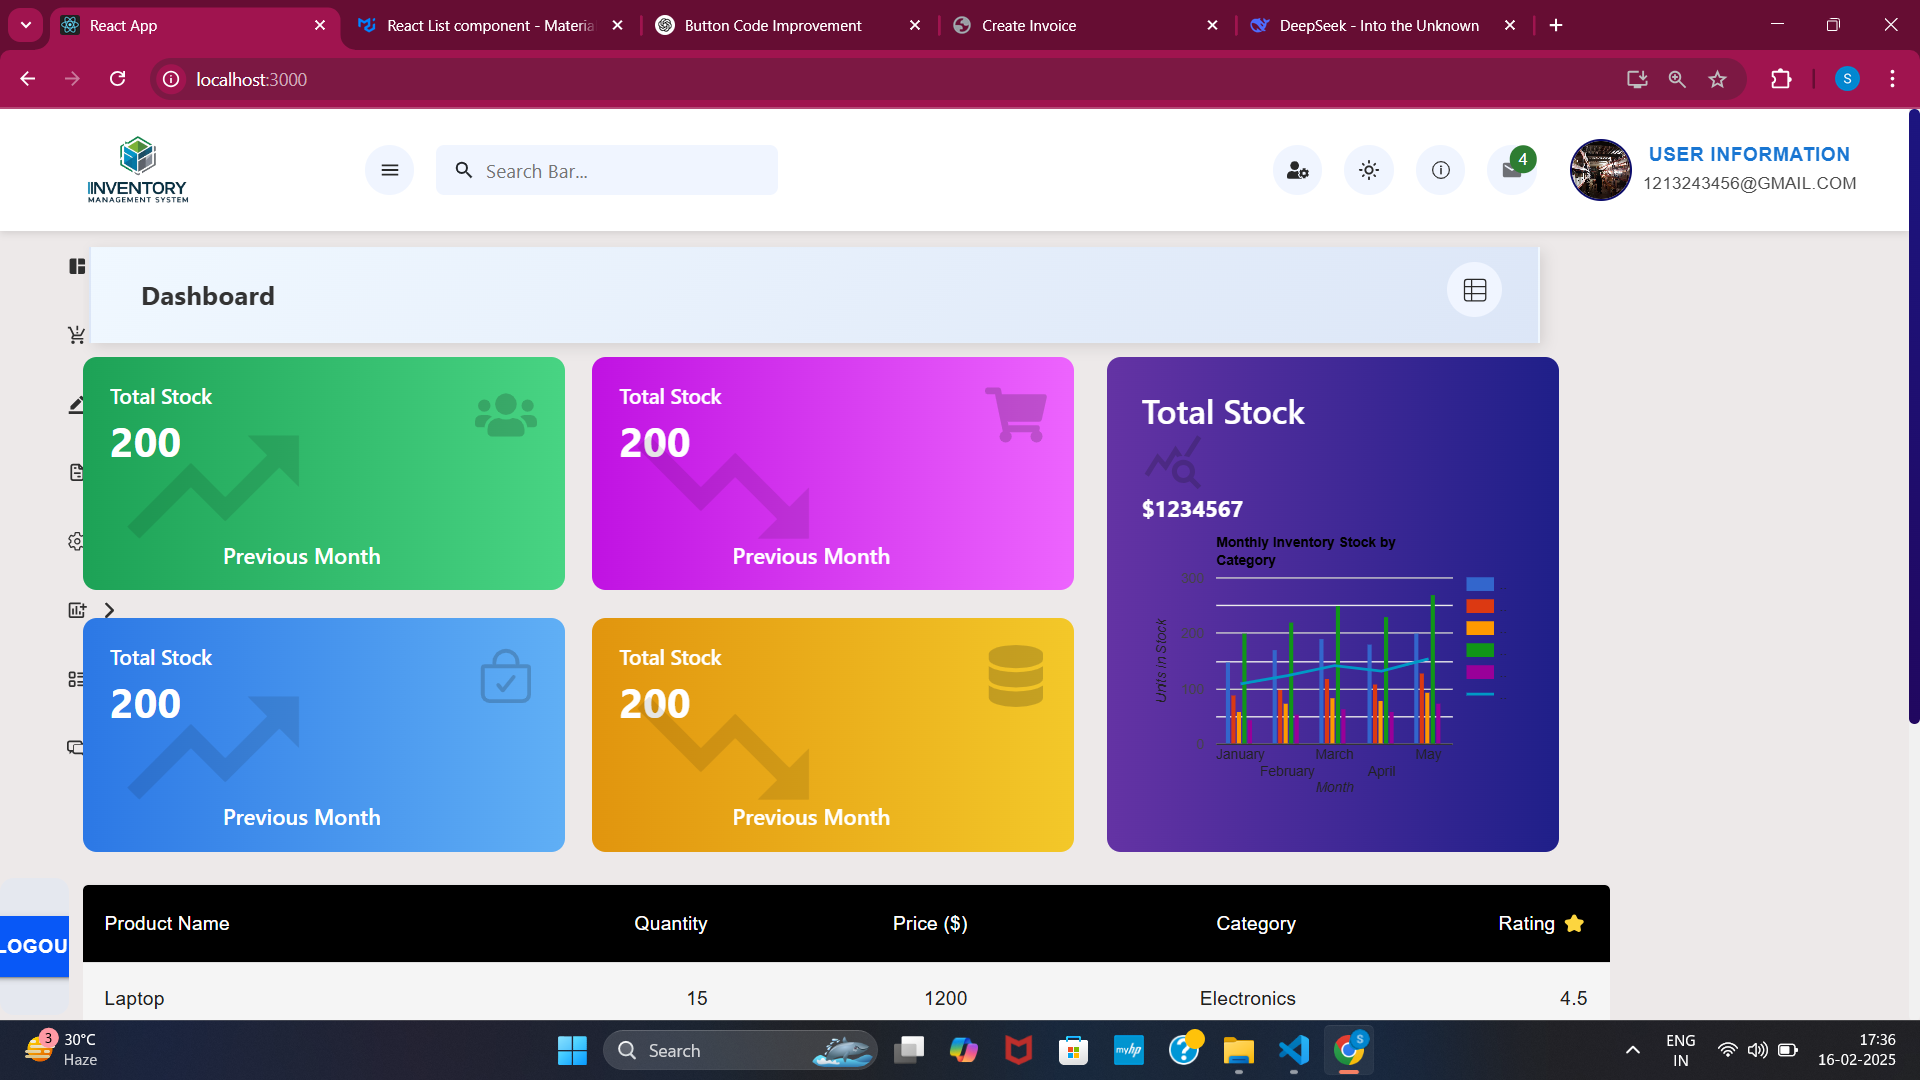 React App
React List component - Materia
Button Code Improvement
Create Invoice
DeepSeek - Into the Unknown
localhost:3000
S
INVENTORY
MANAGEMENT SYSTEM
Search Bar...
4
USER INFORMATION
1213243456@GMAIL.COM
Dashboard
Total Stock
200
Previous Month
Total Stock
200
Previous Month
Total Stock
$1234567
Monthly Inventory Stock by
Category
Units in Stock
300
200
100
0
January
March
May
February
April
Month
Total Stock
200
Previous Month
Total Stock
200
Previous Month
LOGOU
Product Name Quantity Price ($) Category Rating
Laptop 15 1200 Electronics 4.5
3
30°C
Haze
Search
myhp
S
ENG
IN
17:36
16-02-2025